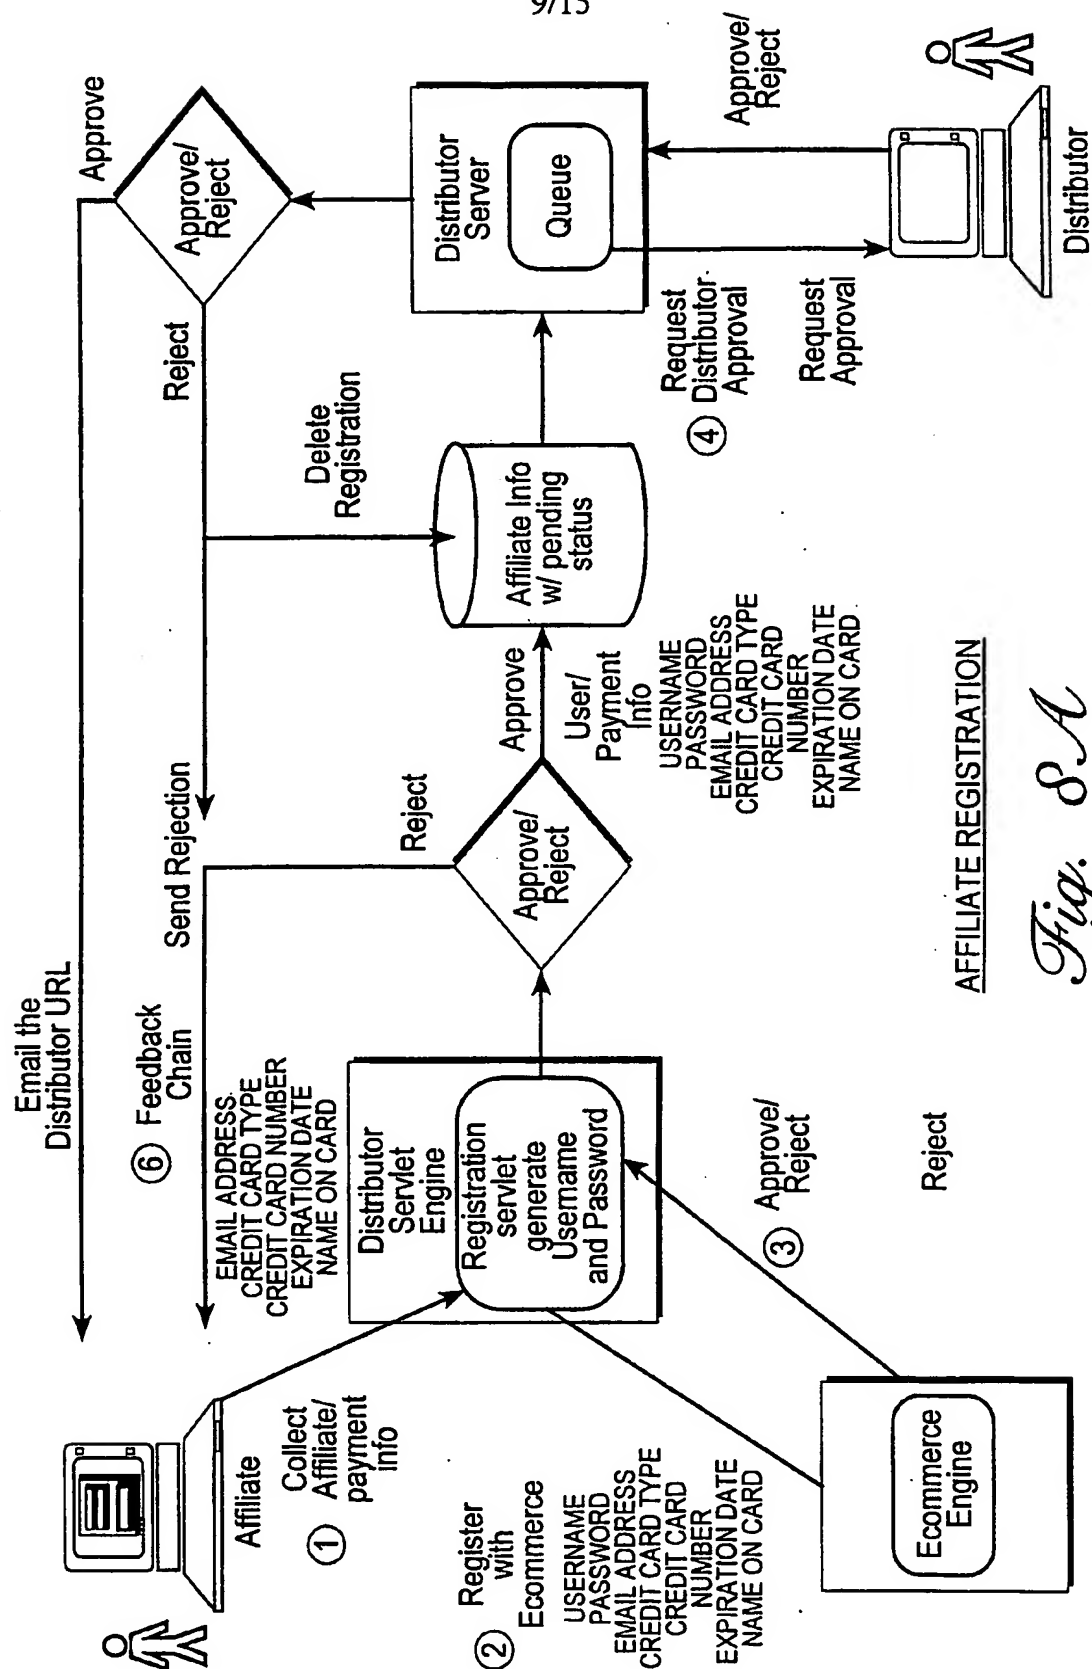 9/15
Email the
Distributor URL
Approve
⑥ Feedback
Chain
Send Rejection
Reject
Approve/
Reject
EMAIL ADDRESS
CREDIT CARD TYPE
CREDIT CARD NUMBER
EXPIRATION DATE
NAME ON CARD
Delete
Registration
Affiliate
① Collect
Affiliate/
payment
info
Distributor
Servlet
Engine
Registration
servlet
generate
Username
and Password
Reject
Approve/
Reject
Approve
User/
Payment
Info
USERNAME
PASSWORD
EMAIL ADDRESS
CREDIT CARD TYPE
CREDIT CARD
NUMBER
EXPIRATION DATE
NAME ON CARD
Affiliate Info
w/ pending
status
Distributor
Server
Queue
④ Request
Distributor
Approval
Request
Approval
Approve/
Reject
Distributor
② Register
with
Ecommerce
USERNAME
PASSWORD
EMAIL ADDRESS
CREDIT CARD TYPE
CREDIT CARD
NUMBER
EXPIRATION DATE
NAME ON CARD
③ Approve/
Reject
Reject
Ecommerce
Engine
AFFILIATE REGISTRATION
Fig. 8A